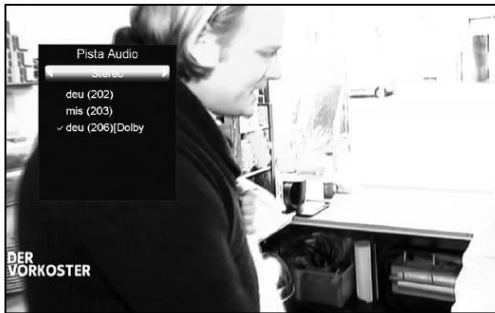 Pista Audio
Stereo
deu (202)
mis (203)
deu (206)[Dolby
DER
VORKOSTER